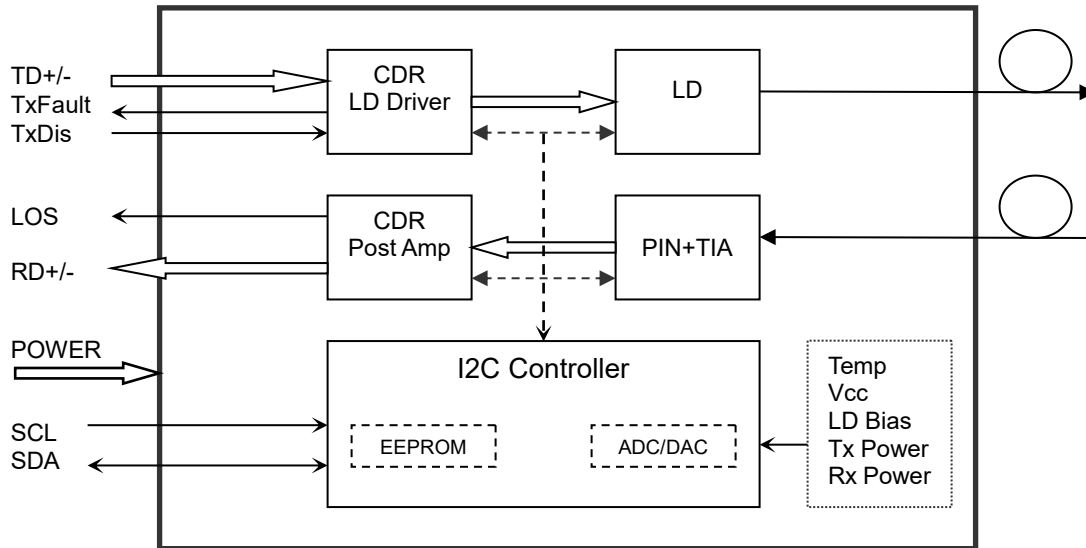 TD+/-
TxFault
TxDis
CDR
LD Driver
LD
LOS
RD+/-
CDR
Post Amp
PIN+TIA
POWER
SCL
SDA
I2C Controller
EEPROM
ADC/DAC
Temp
Vcc
LD Bias
Tx Power
Rx Power